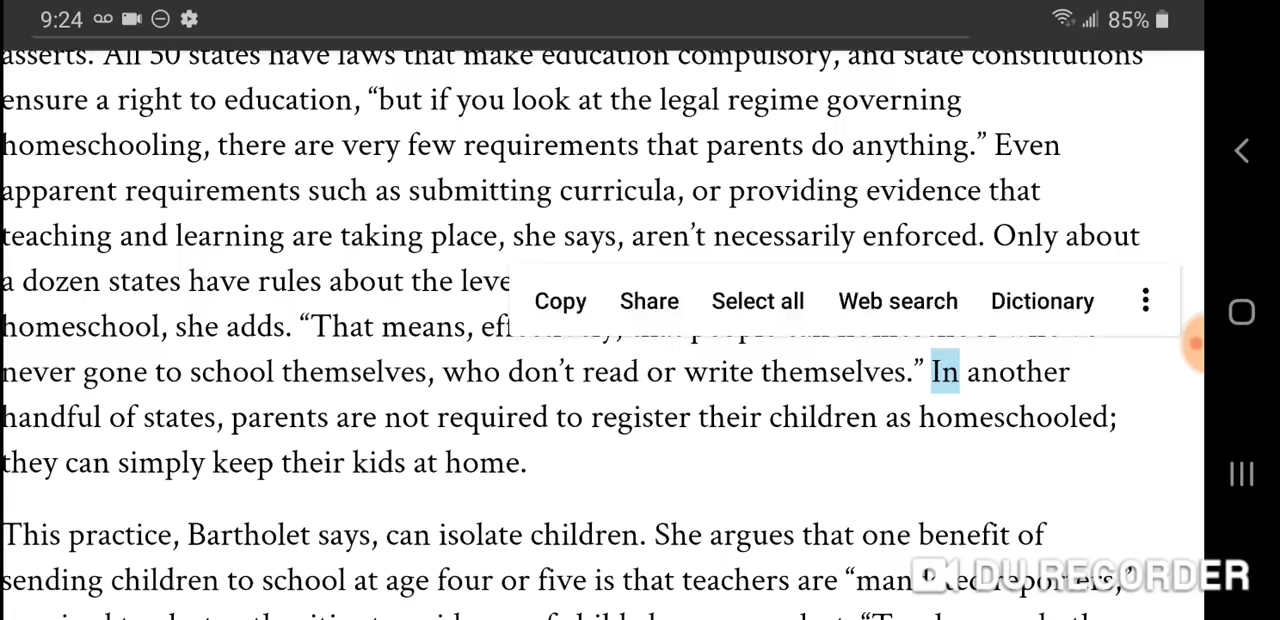 9:24
85%
asserts. All 50 states have laws that make education compulsory, and state constitutions
ensure a right to education, “but if you look at the legal regime governing
homeschooling, there are very few requirements that parents do anything.” Even
apparent requirements such as submitting curricula, or providing evidence that
teaching and learning are taking place, she says, aren’t necessarily enforced. Only about
a dozen states have rules about the leve
Copy Share Select all Web search Dictionary
homeschool, she adds. “That means,
never gone to school themselves, who don’t read or write themselves.” In another
handful of states, parents are not required to register their children as homeschooled;
they can simply keep their kids at home.
This practice, Bartholet says, can isolate children. She argues that one benefit of
sending children to school at age four or five is that teachers are
DU RECORDER